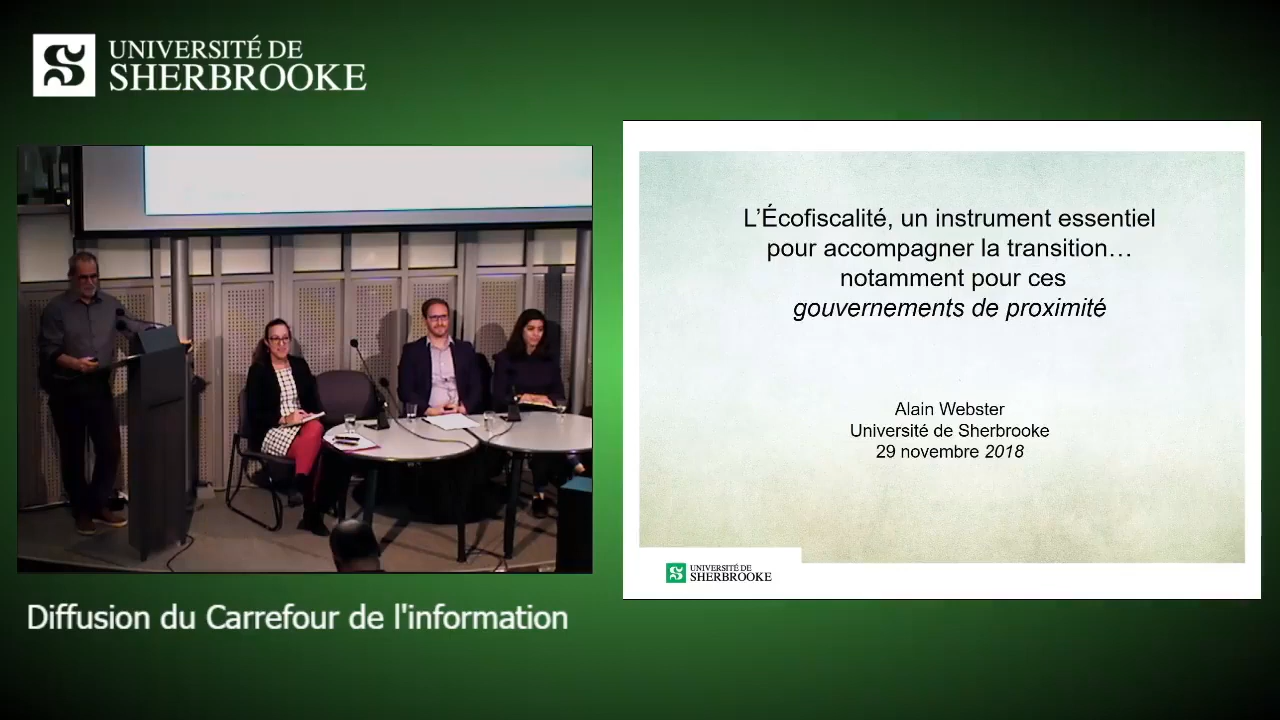 UNIVERSITÉ DE
SHERBROOKE
L'Écofiscalité, un instrument essentiel
pour accompagner la transition…
notamment pour ces
gouvernements de proximité
Alain Webster
Université de Sherbrooke
29 novembre 2018
UNIVERSITÉ DE
SHERBROOKE
Diffusion du Carrefour de l'information